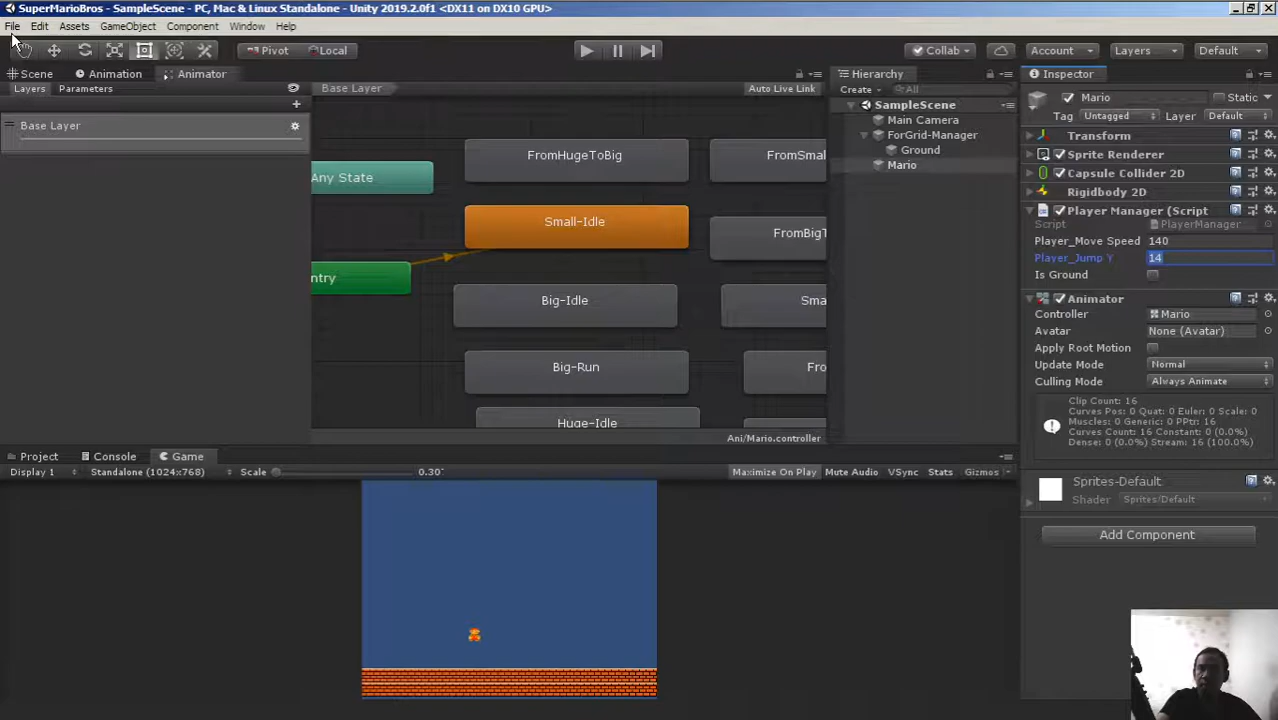 SuperMarioBros - SampleScene - PC, Mac & Linux Standalone - Unity 2019.2.0f1 <DX11 on DX10 GPU>
File Edit Assets GameObject Component Window Help
Pivot Local Collab Account Layers Default
Scene Animation Animator Hierarchy Inspector
Layers Parameters Base Layer Auto Live Link Create All Mario Static
Tag Untagged Layer Default
Base Layer
Any State
FromHugeToBig
Small-Idle
Entry
Big-Idle
Big-Run
Huge-Idle
Ani/Mario.controller
SampleScene
Main Camera
ForGrid-Manager
Ground
Mario
Transform
Sprite Renderer
Capsule Collider 2D
Rigidbody 2D
Player Manager (Script
Script PlayerManager
Player_Move Speed 140
Player_Jump Y 14
Is Ground
Animator
Controller Mario
Avatar None (Avatar)
Apply Root Motion
Update Mode Normal
Culling Mode Always Animate
Clip Count: 16
Curves Pos: 0 Quat: 0 Euler: 0 Scale: 0
Muscles: 0 Generic: 0 PPtr: 16
Curves Count: 16 Constant: 0 (0.0%)
Dense: 0 (0.0%) Stream: 16 (100.0%)
Sprites-Default
Shader Sprites/Default
Add Component
Project Console Game
Display 1 Standalone (1024x768) Scale 0.30 Maximize On Play Mute Audio VSync Stats Gizmos